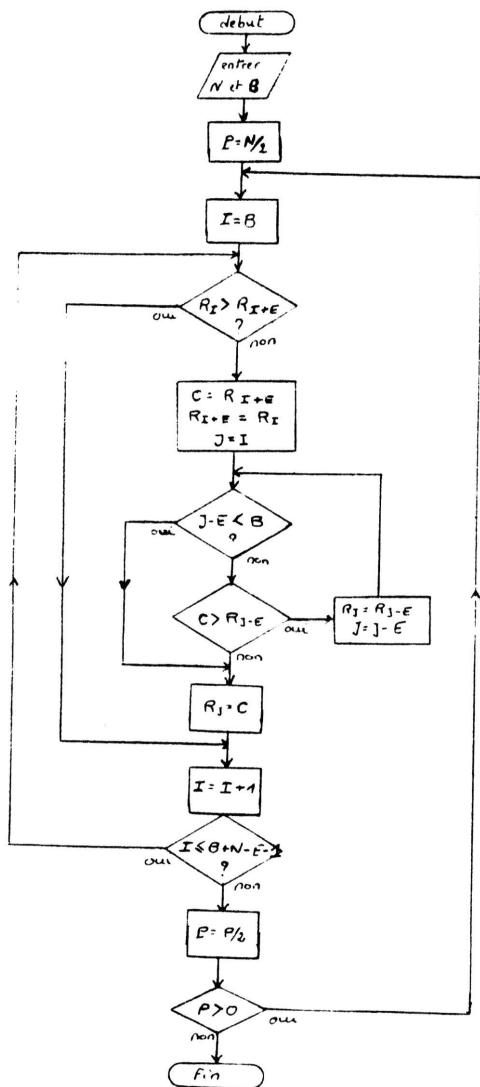 debut
entrer
N et B
P=N/2
I=B
R_I > R_I+E
?
oui
non
C = R_I+E
R_I+E = R_I
J=I
J-E < B
?
oui
non
C > R_J-E
oui
non
R_J = R_J-E
J=J-E
R_J = C
I = I+1
I ≤ B+N-E-1
?
oui
non
E = P/2
P>0
oui
non
Fin